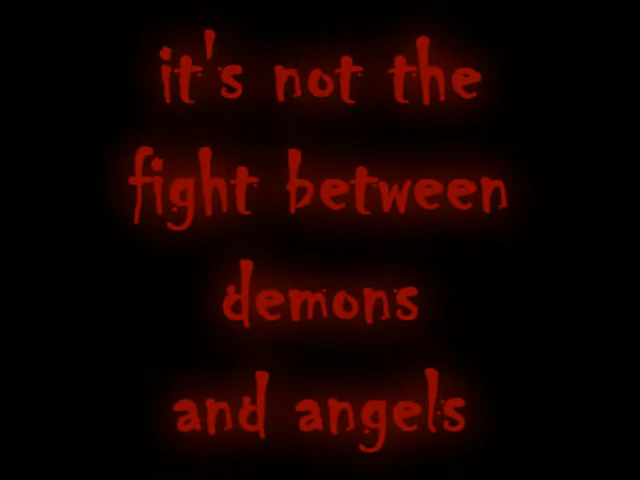 it's not the
fight between
demons
and angels